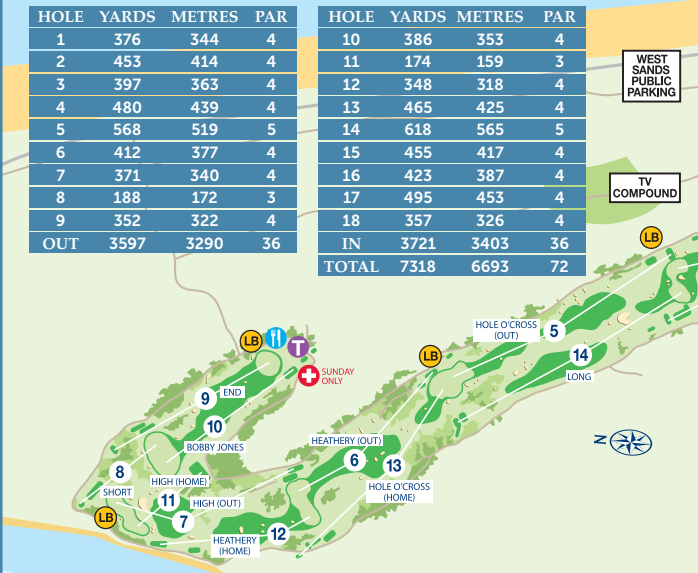 HOLE YARDS METRES PAR
1 376 344 4
2 453 414 4
3 397 363 4
4 480 439 4
5 568 519 5
6 412 377 4
7 371 340 4
8 188 172 3
9 352 322 4
OUT 3597 3290 36
HOLE YARDS METRES PAR
10 386 353 4
11 174 159 3
12 348 318 4
13 465 425 4
14 618 565 5
15 455 417 4
16 423 387 4
17 495 453 4
18 357 326 4
IN 3721 3403 36
TOTAL 7318 6693 72
WEST
SANDS
PUBLIC
PARKING
TV
COMPOUND
LB
HOLE O'CROSS
(OUT)
5
14
LONG
LB
LB
T
SUNDAY
ONLY
9
END
10
BOBBY JONES
HEATHERY (OUT)
6
13
HOLE O'CROSS
(HOME)
N
8
SHORT
HIGH (HOME)
11
HIGH (OUT)
7
LB
12
HEATHERY
(HOME)